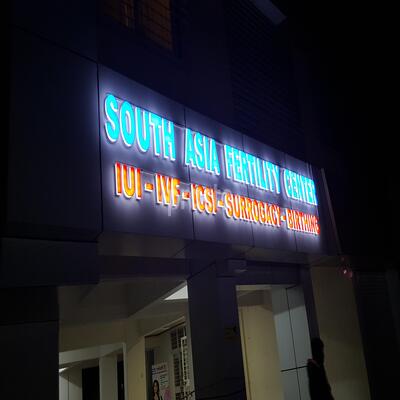 SOUTH ASIA FERTILITY CENTER
IUI - IVF - ICSI - SURROGACY - BIRTHING